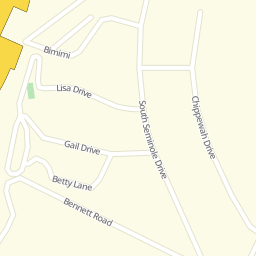 Bimimi
Lisa Drive
South Seminole Drive
Chippewah Drive
Gail Drive
Betty Lane
Bennett Road